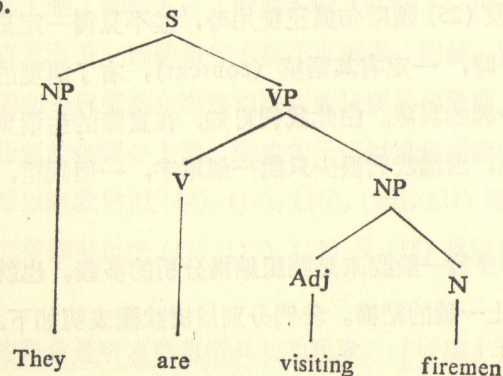 b.
S
NP VP
V NP
Adj N
They are visiting firemen